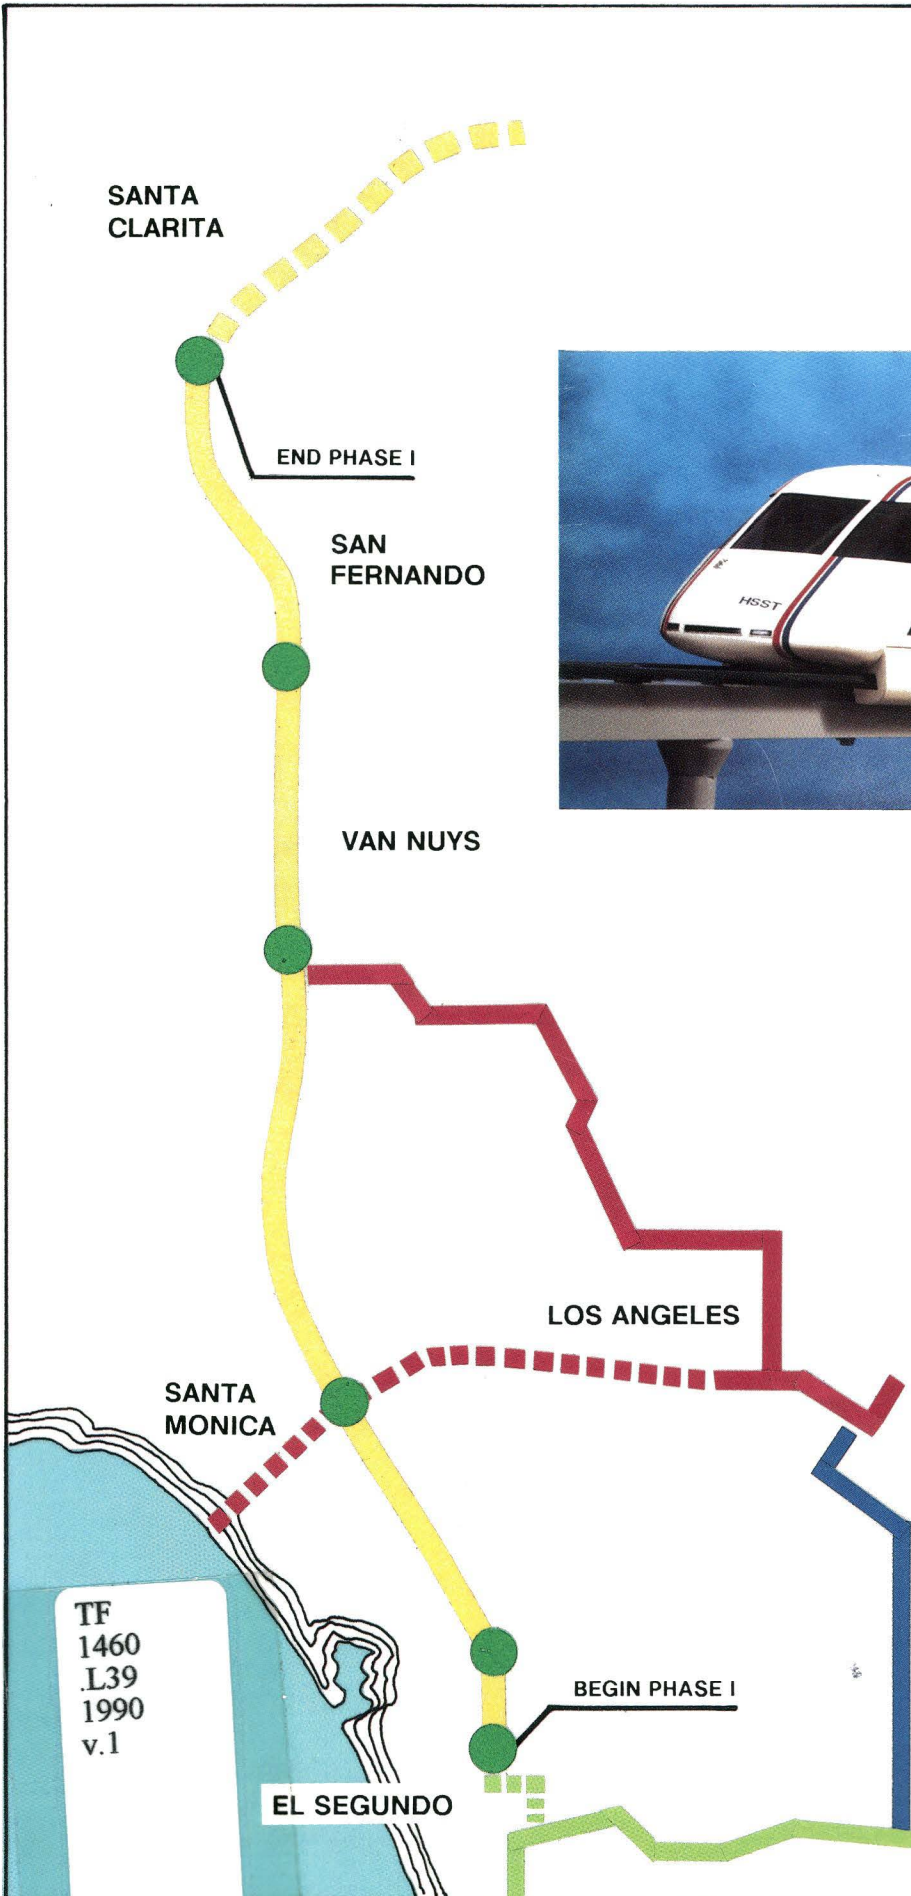 SANTA
CLARITA
END PHASE I
SAN
FERNANDO
HSST
VAN NUYS
LOS ANGELES
SANTA
MONICA
TF
1460
.L39
1990
v.1
BEGIN PHASE I
EL SEGUNDO